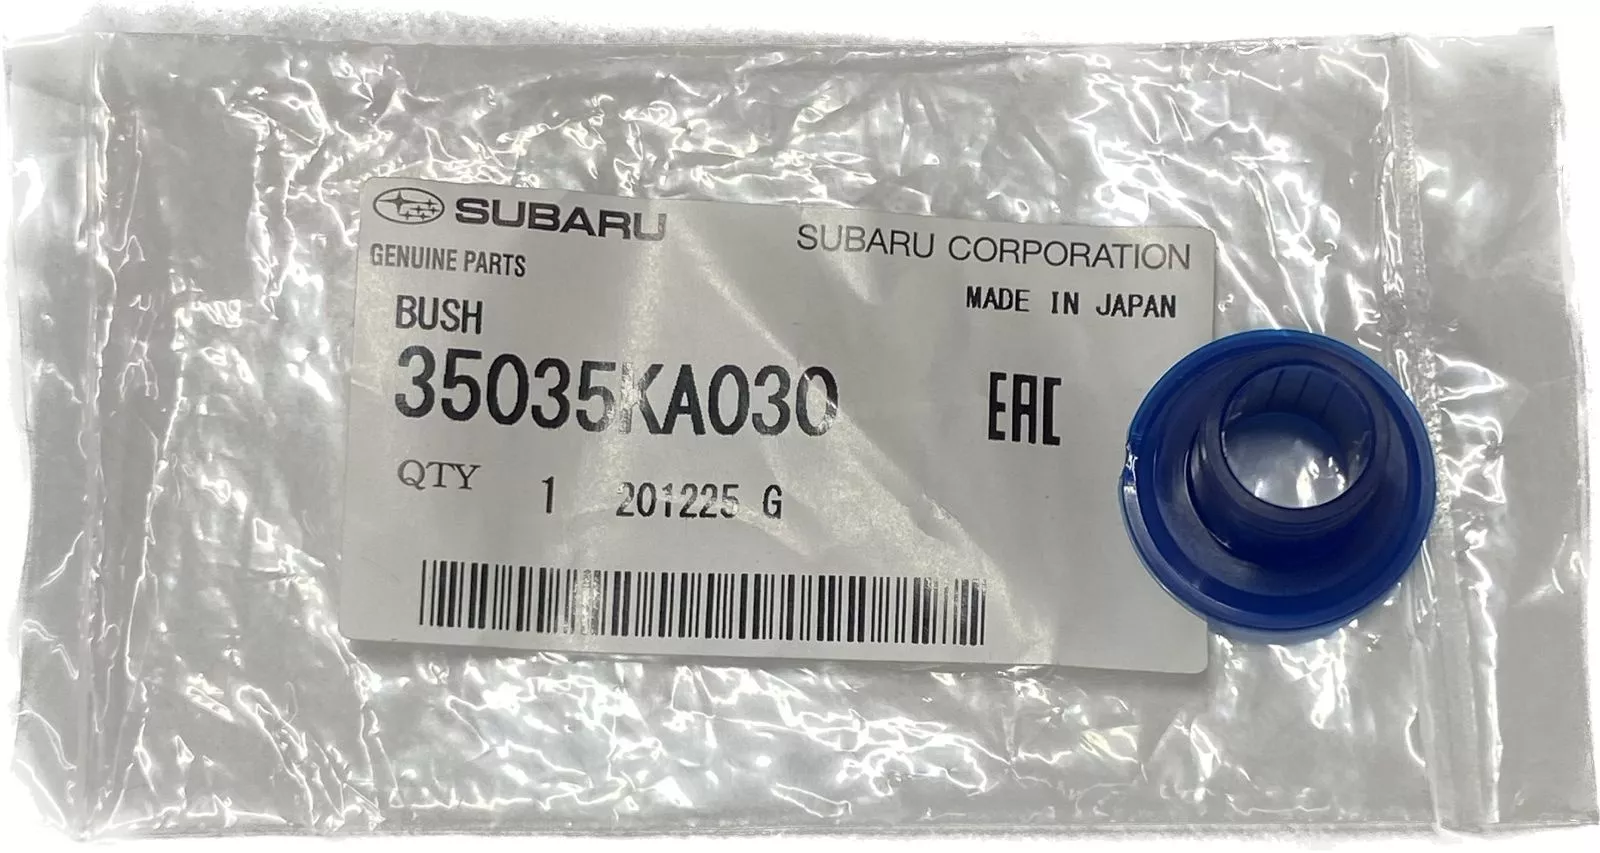 SUBARU
SUBARU CORPORATION
GENUINE PARTS
MADE IN JAPAN
BUSH
35035KA030
EAC
QTY 1 201225 G